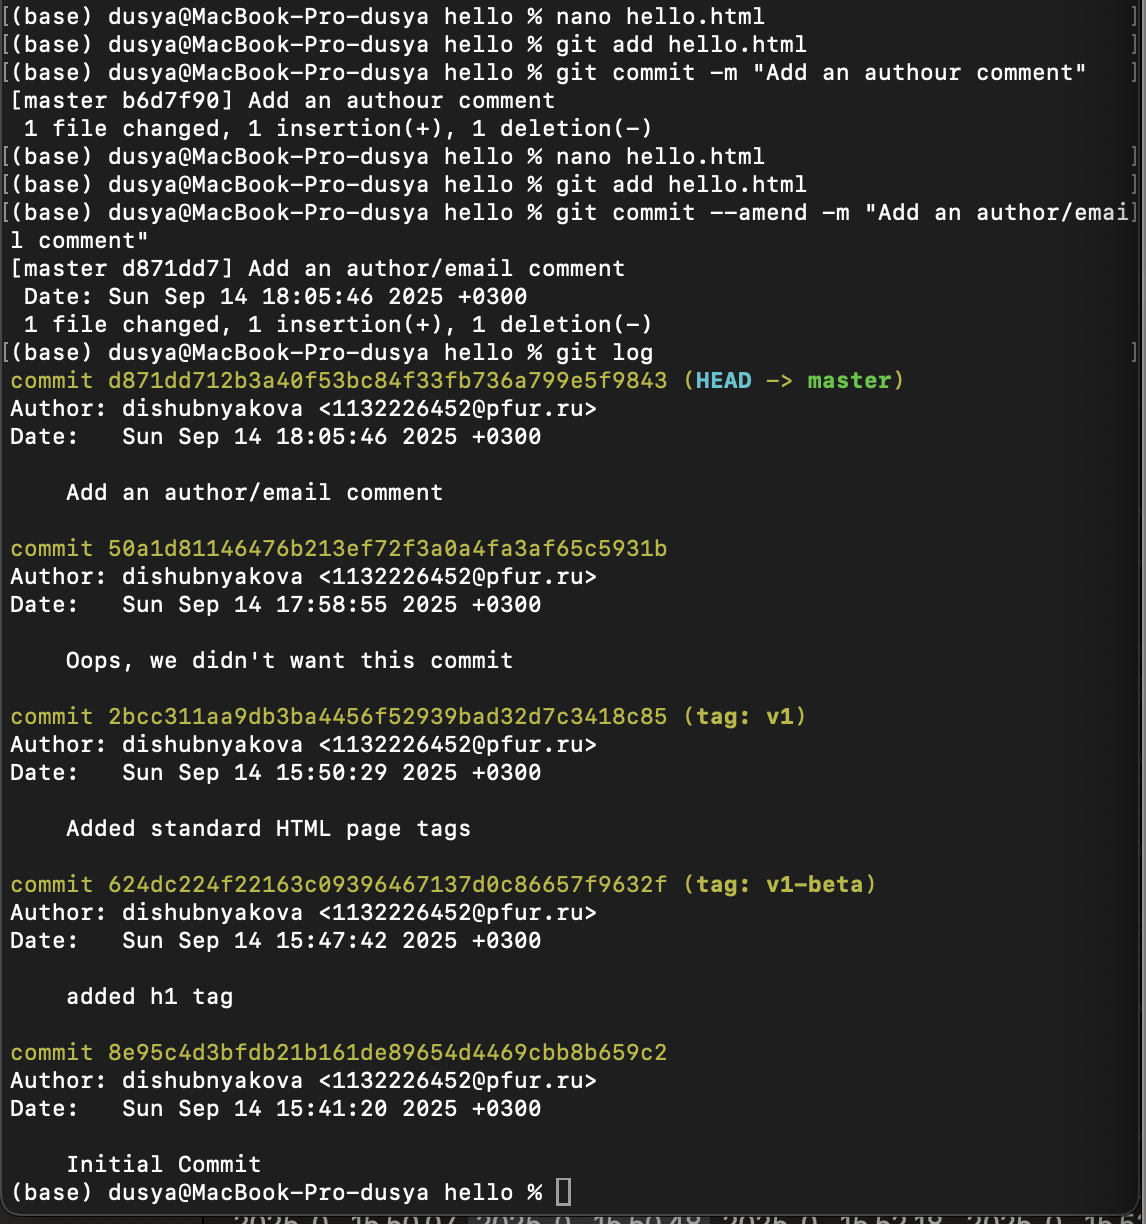 [(base) dusya@MacBook-Pro-dusya hello % nano hello.html ]
[(base) dusya@MacBook-Pro-dusya hello % git add hello.html ]
[(base) dusya@MacBook-Pro-dusya hello % git commit -m "Add an authour comment" ]
[master b6d7f90] Add an authour comment
 1 file changed, 1 insertion(+), 1 deletion(-)
[(base) dusya@MacBook-Pro-dusya hello % nano hello.html ]
[(base) dusya@MacBook-Pro-dusya hello % git add hello.html ]
[(base) dusya@MacBook-Pro-dusya hello % git commit --amend -m "Add an author/emai]
l comment"
[master d871dd7] Add an author/email comment
 Date: Sun Sep 14 18:05:46 2025 +0300
 1 file changed, 1 insertion(+), 1 deletion(-)
[(base) dusya@MacBook-Pro-dusya hello % git log ]
commit d871dd712b3a40f53bc84f33fb736a799e5f9843 (HEAD -> master)
Author: dishubnyakova <1132226452@pfur.ru>
Date:   Sun Sep 14 18:05:46 2025 +0300
    Add an author/email comment
commit 50a1d81146476b213ef72f3a0a4fa3af65c5931b
Author: dishubnyakova <1132226452@pfur.ru>
Date:   Sun Sep 14 17:58:55 2025 +0300
    Oops, we didn't want this commit
commit 2bcc311aa9db3ba4456f52939bad32d7c3418c85 (tag: v1)
Author: dishubnyakova <1132226452@pfur.ru>
Date:   Sun Sep 14 15:50:29 2025 +0300
    Added standard HTML page tags
commit 624dc224f22163c09396467137d0c86657f9632f (tag: v1-beta)
Author: dishubnyakova <1132226452@pfur.ru>
Date:   Sun Sep 14 15:47:42 2025 +0300
    added h1 tag
commit 8e95c4d3bfdb21b161de89654d4469cbb8b659c2
Author: dishubnyakova <1132226452@pfur.ru>
Date:   Sun Sep 14 15:41:20 2025 +0300
    Initial Commit
(base) dusya@MacBook-Pro-dusya hello %